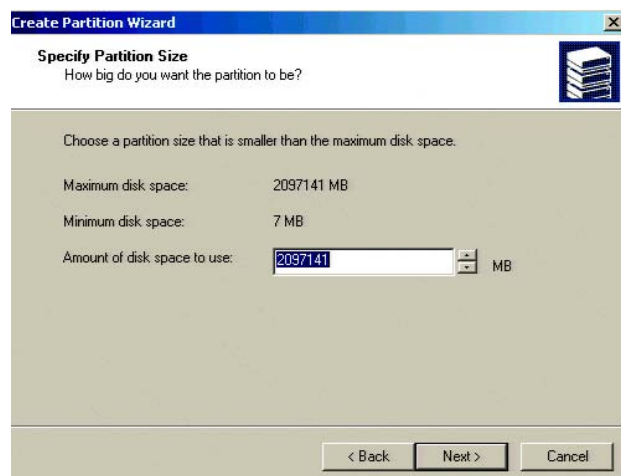 Create Partition Wizard
Specify Partition Size
How big do you want the partition to be?
Choose a partition size that is smaller than the maximum disk space.
Maximum disk space: 2097141 MB
Minimum disk space: 7 MB
Amount of disk space to use: 2097141 MB
< Back Next > Cancel